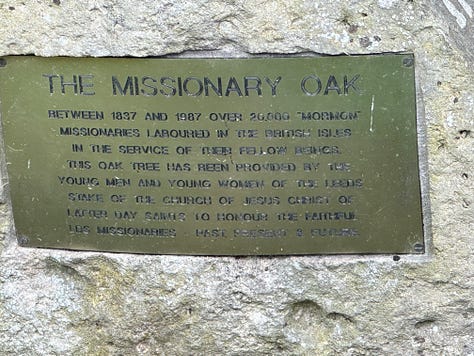 THE MISSIONARY OAK
BETWEEN 1837 AND 1987 OVER 20,000 "MORMON"
MISSIONARIES LABOURED IN THE BRITISH ISLES
IN THE SERVICE OF THEIR FELLOW BEINGS.
THIS OAK TREE HAS BEEN PROVIDED BY THE
YOUNG MEN AND YOUNG WOMEN OF THE LEEDS
STAKE OF THE CHURCH OF JESUS CHRIST OF
LATTER DAY SAINTS TO HONOUR THE FAITHFUL
LDS MISSIONARIES - PAST, PRESENT & FUTURE